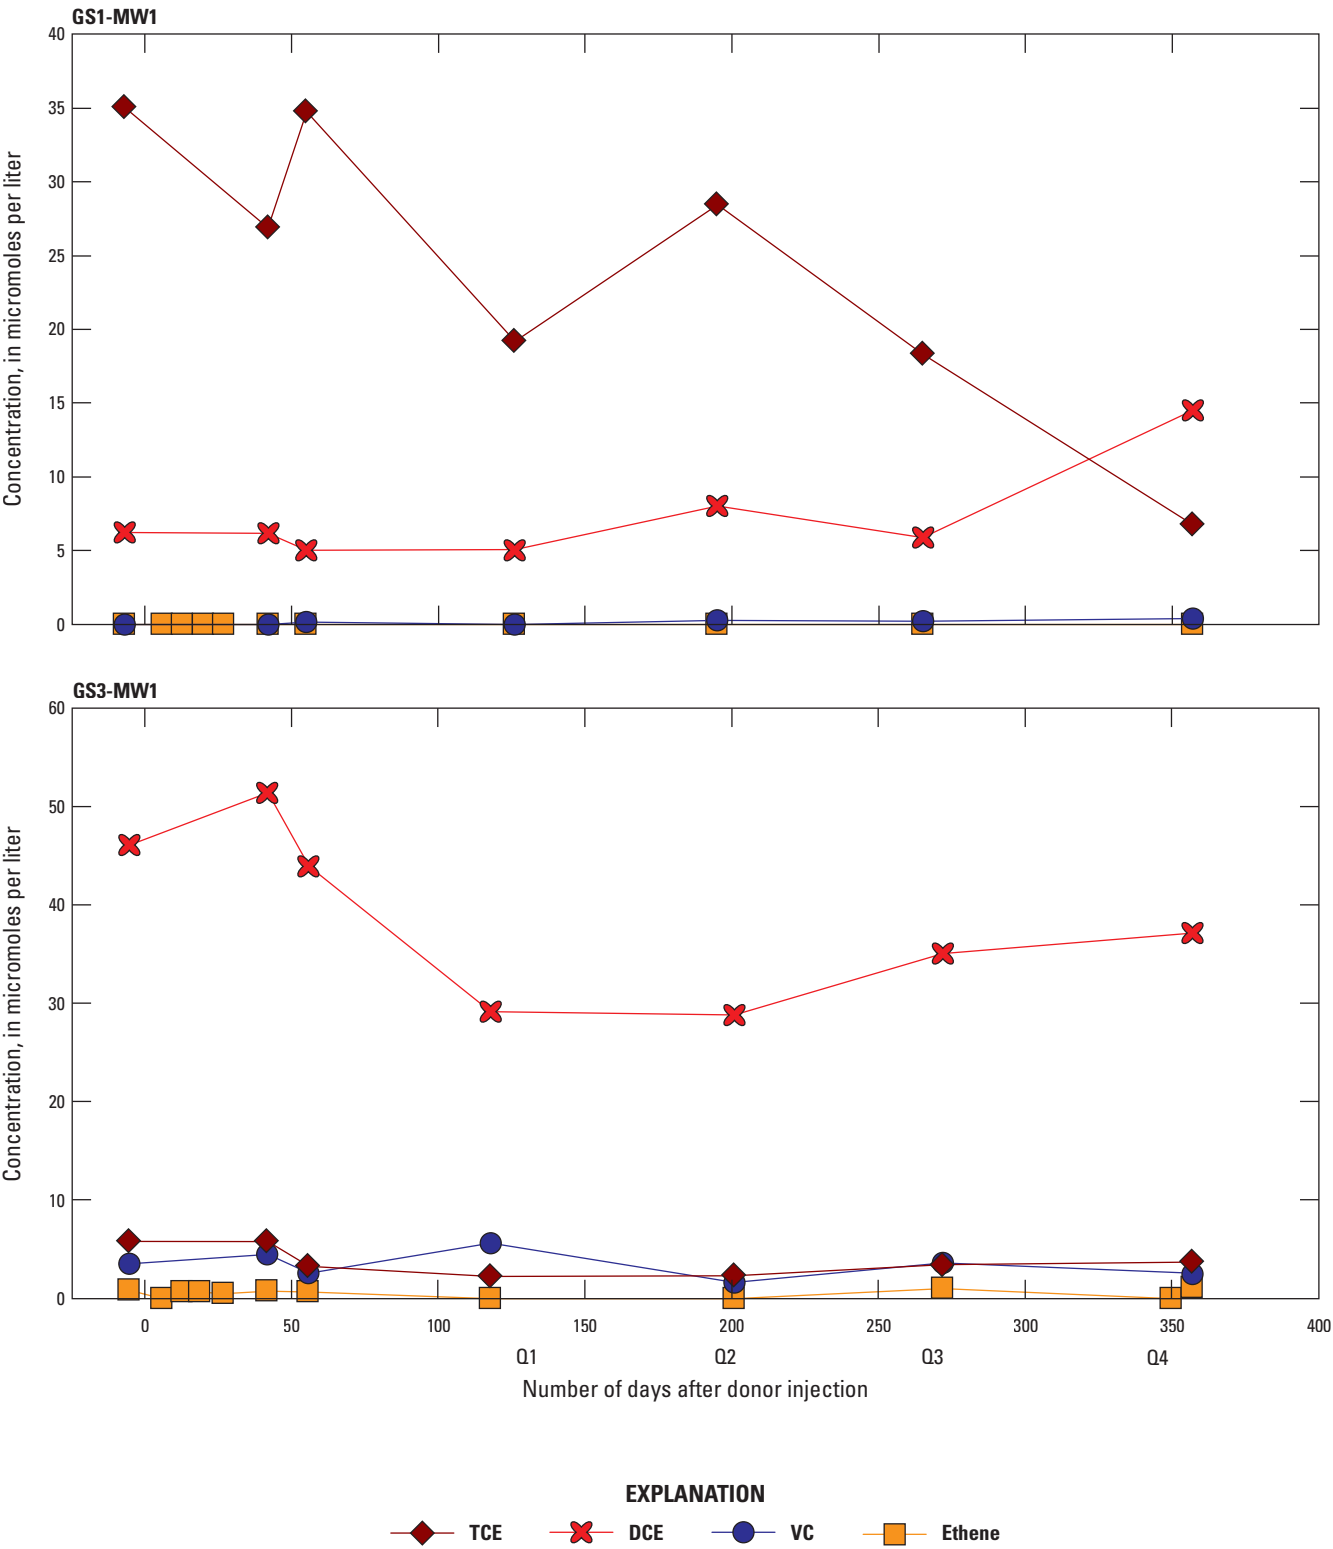 GS1-MW1
40
35
30
25
20
15
10
5
0
Concentration, in micromoles per liter
GS3-MW1
60
50
40
30
20
10
0
Concentration, in micromoles per liter
0 50 100 150 200 250 300 350 400
Q1 Q2 Q3 Q4
Number of days after donor injection
EXPLANATION
TCE DCE VC Ethene